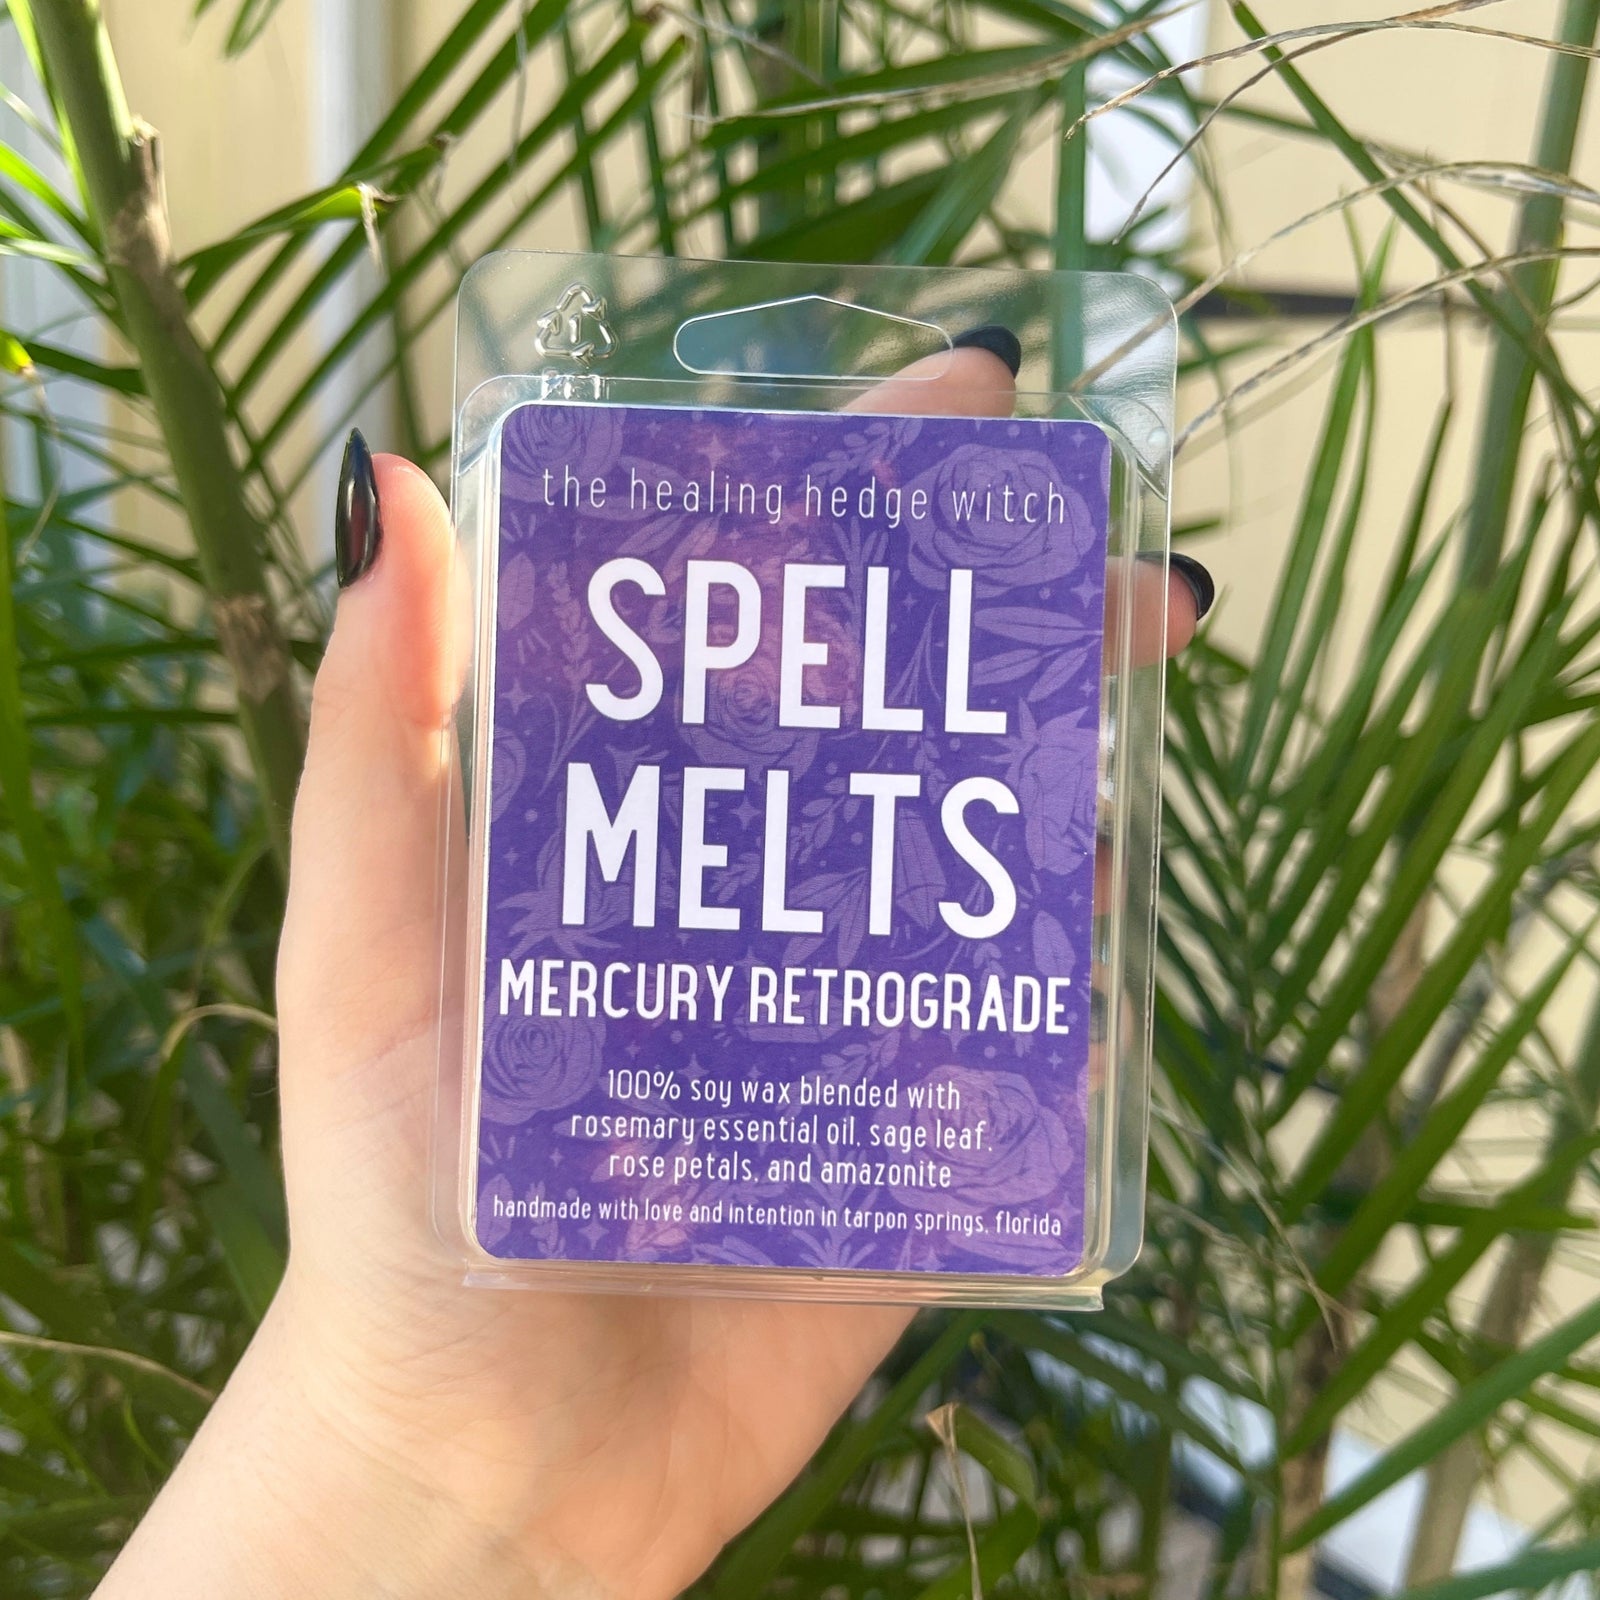 the healing hedge witch
SPELL
MELTS
MERCURY RETROGRADE
100% soy wax blended with
rosemary essential oil, sage leaf,
rose petals, and amazonite
handmade with love and intention in tarpon springs, florida